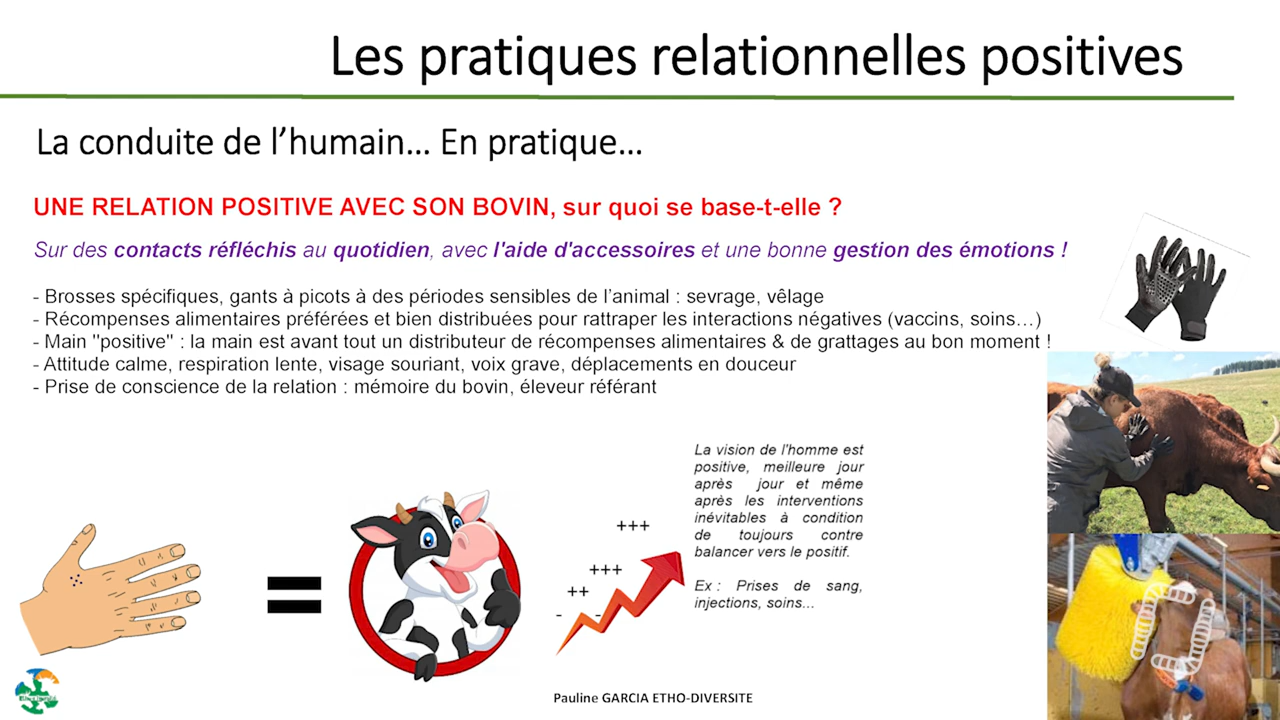 Les pratiques relationnelles positives
La conduite de l’humain… En pratique…
UNE RELATION POSITIVE AVEC SON BOVIN, sur quoi se base-t-elle ?
Sur des contacts réfléchis au quotidien, avec l'aide d'accessoires et une bonne gestion des émotions !
- Brosses spécifiques, gants à picots à des périodes sensibles de l’animal : sevrage, vêlage
- Récompenses alimentaires préférées et bien distribuées pour rattraper les interactions négatives (vaccins, soins…)
- Main "positive" : la main est avant tout un distributeur de récompenses alimentaires & de grattages au bon moment !
- Attitude calme, respiration lente, visage souriant, voix grave, déplacements en douceur
- Prise de conscience de la relation : mémoire du bovin, éleveur référant
La vision de l'homme est
positive, meilleure jour
après jour et même
après les interventions
inévitables à condition
de toujours contre
balancer vers le positif.
Ex : Prises de sang,
injections, soins...
+++
+++
++
- -
=
Pauline GARCIA ETHO-DIVERSITE